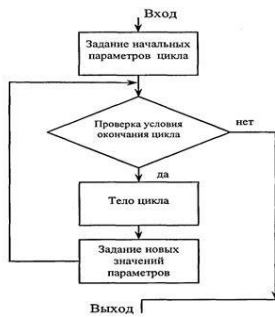 Вход
Задание начальных
параметров цикла
Проверка условия
окончания цикла
нет
да
Тело цикла
Задание новых
значений
параметров
Выход